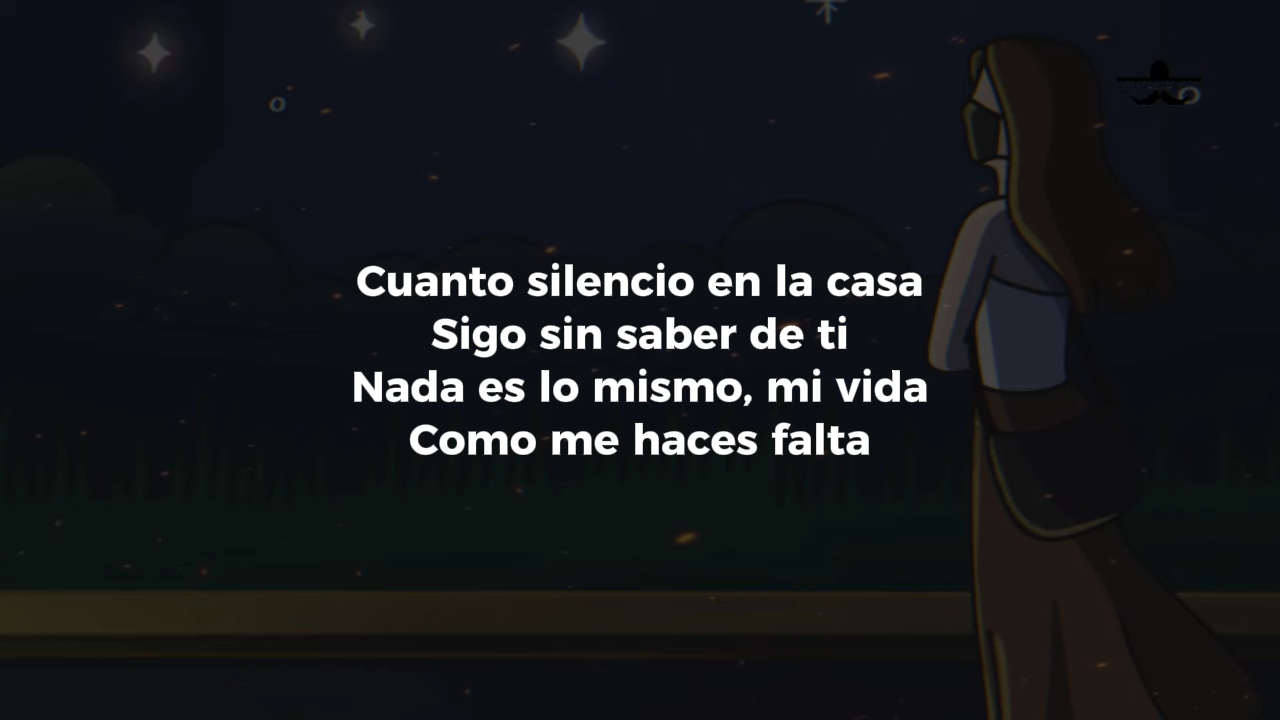 Cuanto silencio en la casa
Sigo sin saber de ti
Nada es lo mismo, mi vida
Como me haces falta